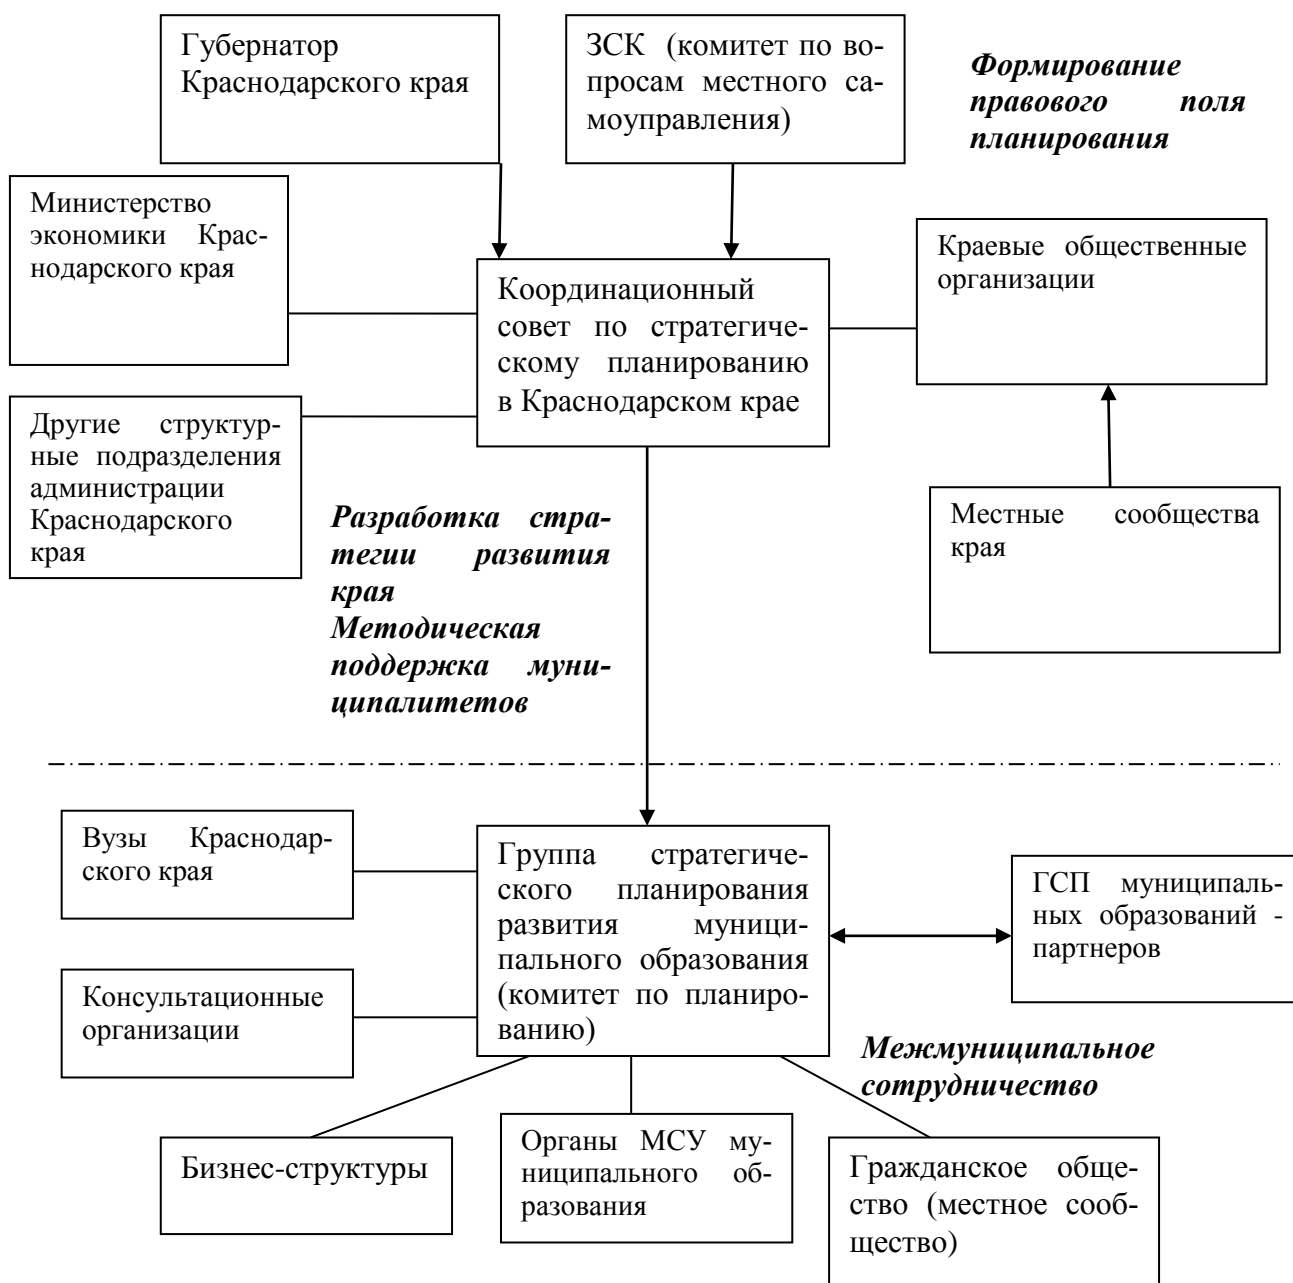 Губернатор
Краснодарского края
ЗСК (комитет по во-
просам местного са-
моуправления)
Формирование
правового поля
планирования
Министерство
экономики Крас-
нодарского края
Краевые общественные
организации
Координационный
совет по стратегиче-
скому планированию
в Краснодарском крае
Другие структур-
ные подразделения
администрации
Краснодарского
края
Местные сообщества
края
Разработка стра-
тегии развития
края
Методическая
поддержка муни-
ципалитетов
Вузы Краснодар-
ского края
Группа стратегиче-
ского планирования
развития муници-
пального образования
(комитет по планиро-
ванию)
ГСП муниципаль-
ных образований -
партнеров
Консультационные
организации
Межмуниципальное
сотрудничество
Бизнес-структуры
Органы МСУ му-
ниципального об-
разования
Гражданское обще-
ство (местное сооб-
щество)